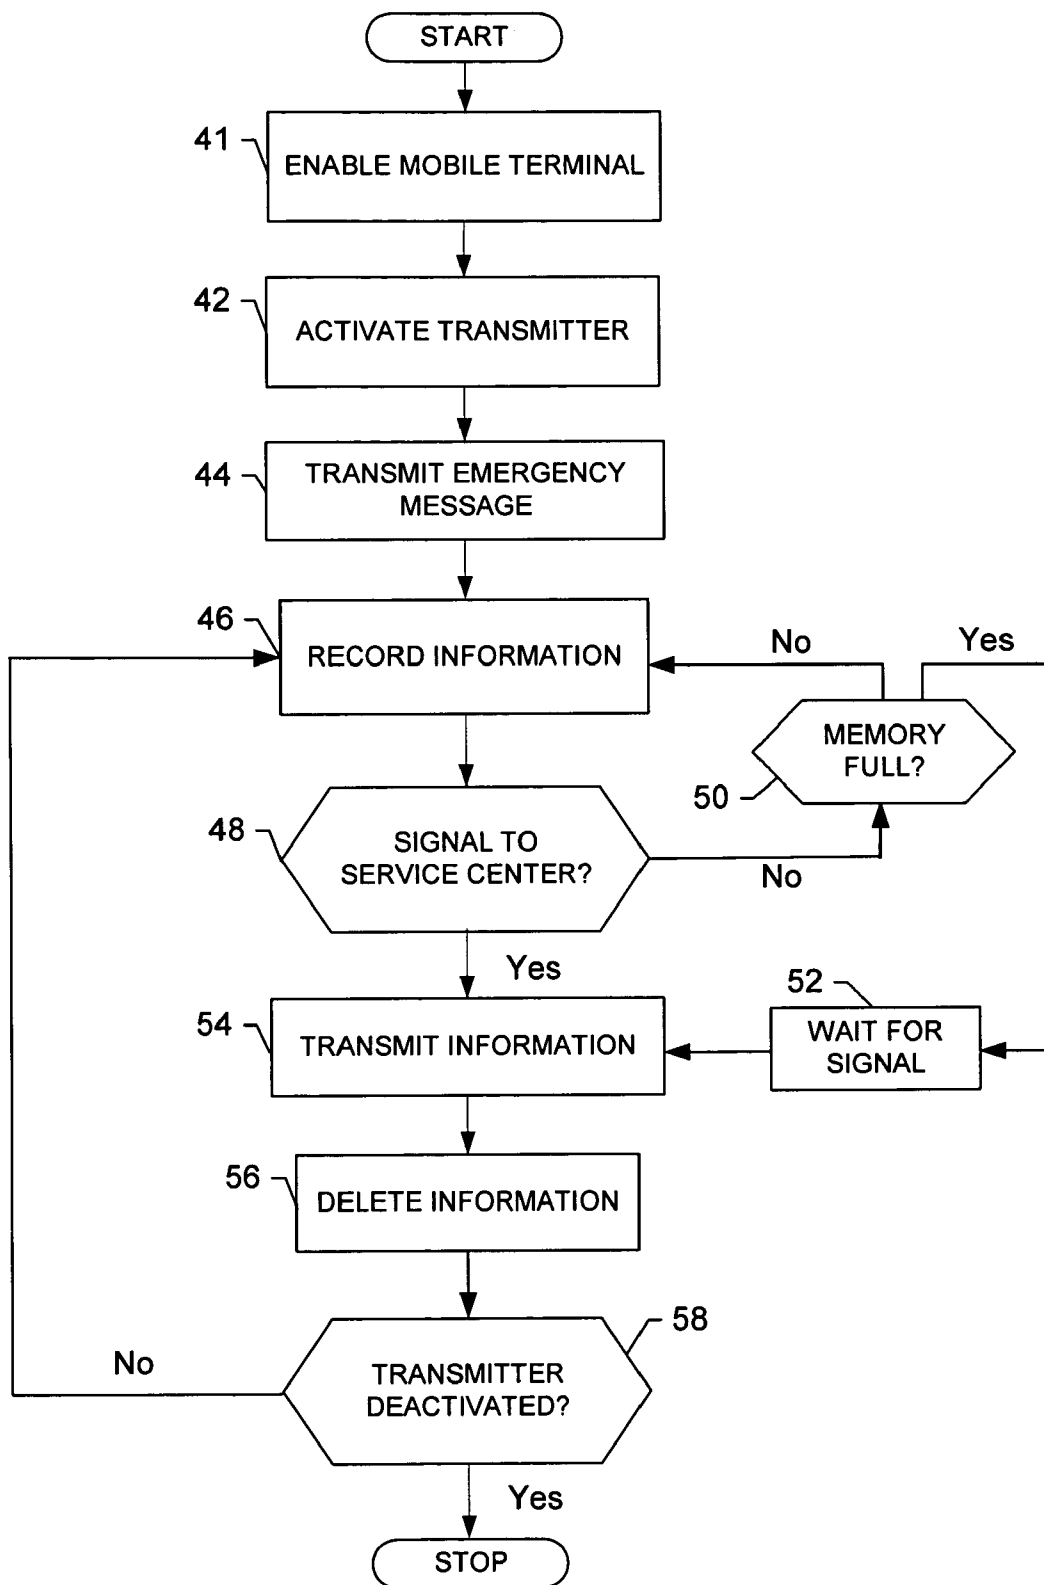 START
41
ENABLE MOBILE TERMINAL
42
ACTIVATE TRANSMITTER
44
TRANSMIT EMERGENCY
MESSAGE
46
RECORD INFORMATION
No
Yes
MEMORY
FULL?
50
48
SIGNAL TO
SERVICE CENTER?
No
Yes
52
WAIT FOR
SIGNAL
54
TRANSMIT INFORMATION
56
DELETE INFORMATION
58
No
TRANSMITTER
DEACTIVATED?
Yes
STOP